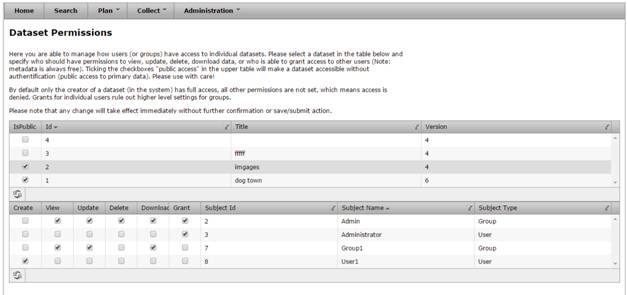 Home Search Plan Collect Administration
Dataset Permissions
Here you are able to manage how users (or groups) have access to individual datasets. Please select a dataset in the table below and
specify who should have permissions to view, update, delete, download data, or who is able to grant access to other users (Note:
metadata is always free). Ticking the checkboxes "public access" in the upper table will make a dataset accessible without
authentification (public access to primary data). Please use with care!
By default only the creator of a dataset (in the system) has full access, all other permissions are not set, which means access is
denied. Grants for individual users rule out higher level settings for groups.
Please note that any change will take effect immediately without further confirmation or save/submit action.
IsPublic Id Title Version
4 4
3 fffff 4
2 imgages 4
1 dog town 6
Create View Update Delete Download Grant Subject Id Subject Name Subject Type
2 Admin Group
3 Administrator User
7 Group1 Group
8 User1 User